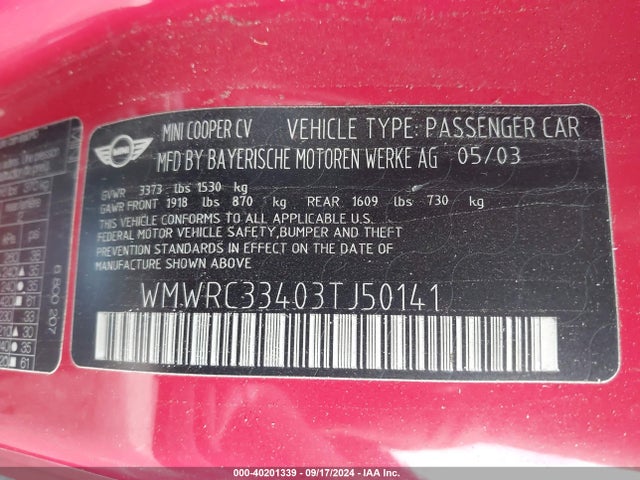 MINI COOPER CV VEHICLE TYPE: PASSENGER CAR
MFD BY BAYERISCHE MOTOREN WERKE AG 05/03
GVWR 3373 lbs 1530 kg
GAWR FRONT 1918 lbs 870 kg REAR 1609 lbs 730 kg
THIS VEHICLE CONFORMS TO ALL APPLICABLE U.S.
FEDERAL MOTOR VEHICLE SAFETY,BUMPER AND THEFT
PREVENTION STANDARDS IN EFFECT ON THE DATE OF
MANUFACTURE SHOWN ABOVE.
WMWRC33403TJ50141
6 800 207
000-40201339 - 09/17/2024 - IAA Inc.